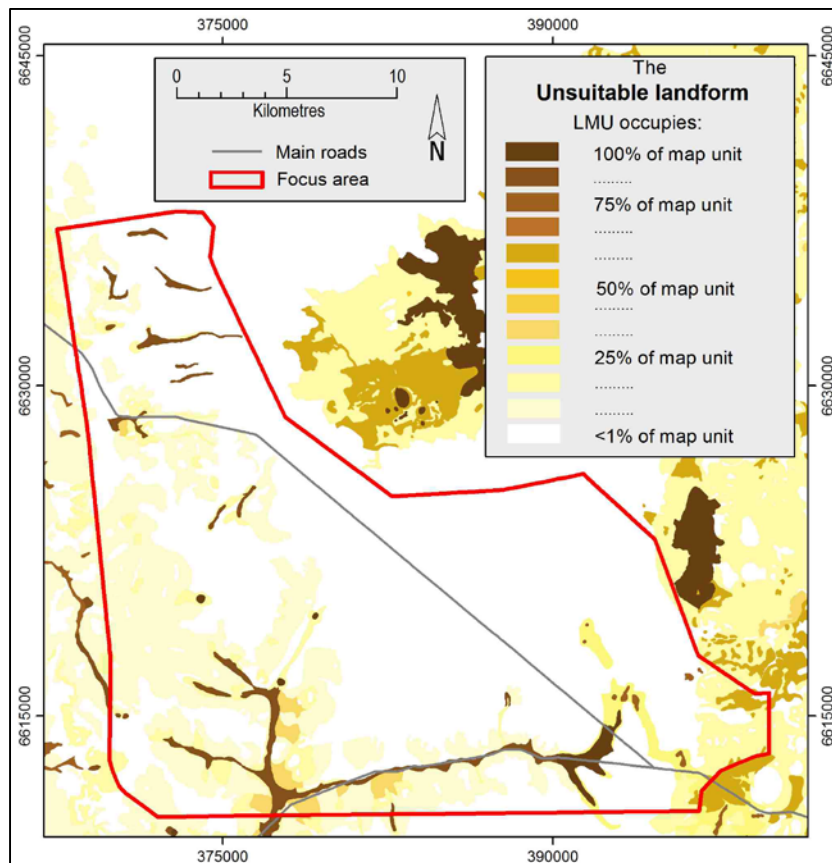 375000
390000
6645000
6645000
0
5
10
Kilometres
N
Main roads
Focus area
The
Unsuitable landform
LMU occupies:
100% of map unit
.........
75% of map unit
.........
.........
50% of map unit
.........
.........
25% of map unit
.........
.........
<1% of map unit
6630000
6630000
6615000
6615000
375000
390000